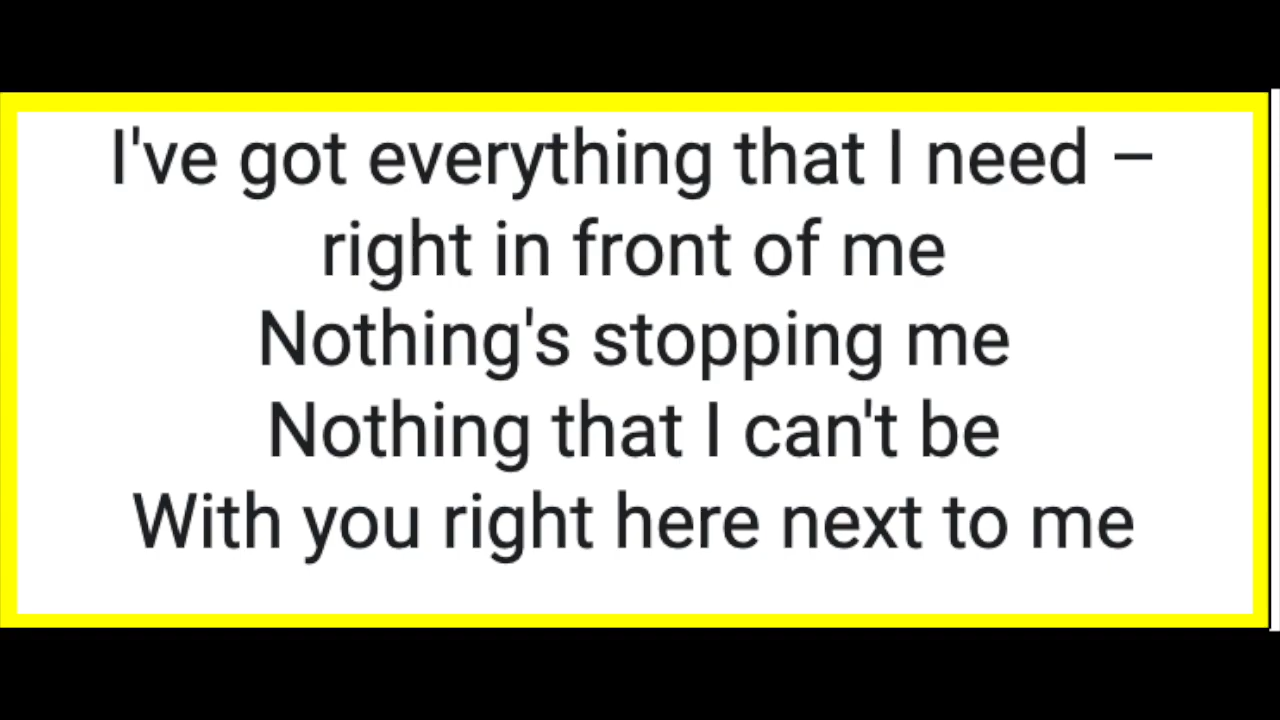 I've got everything that I need –
right in front of me
Nothing's stopping me
Nothing that I can't be
With you right here next to me